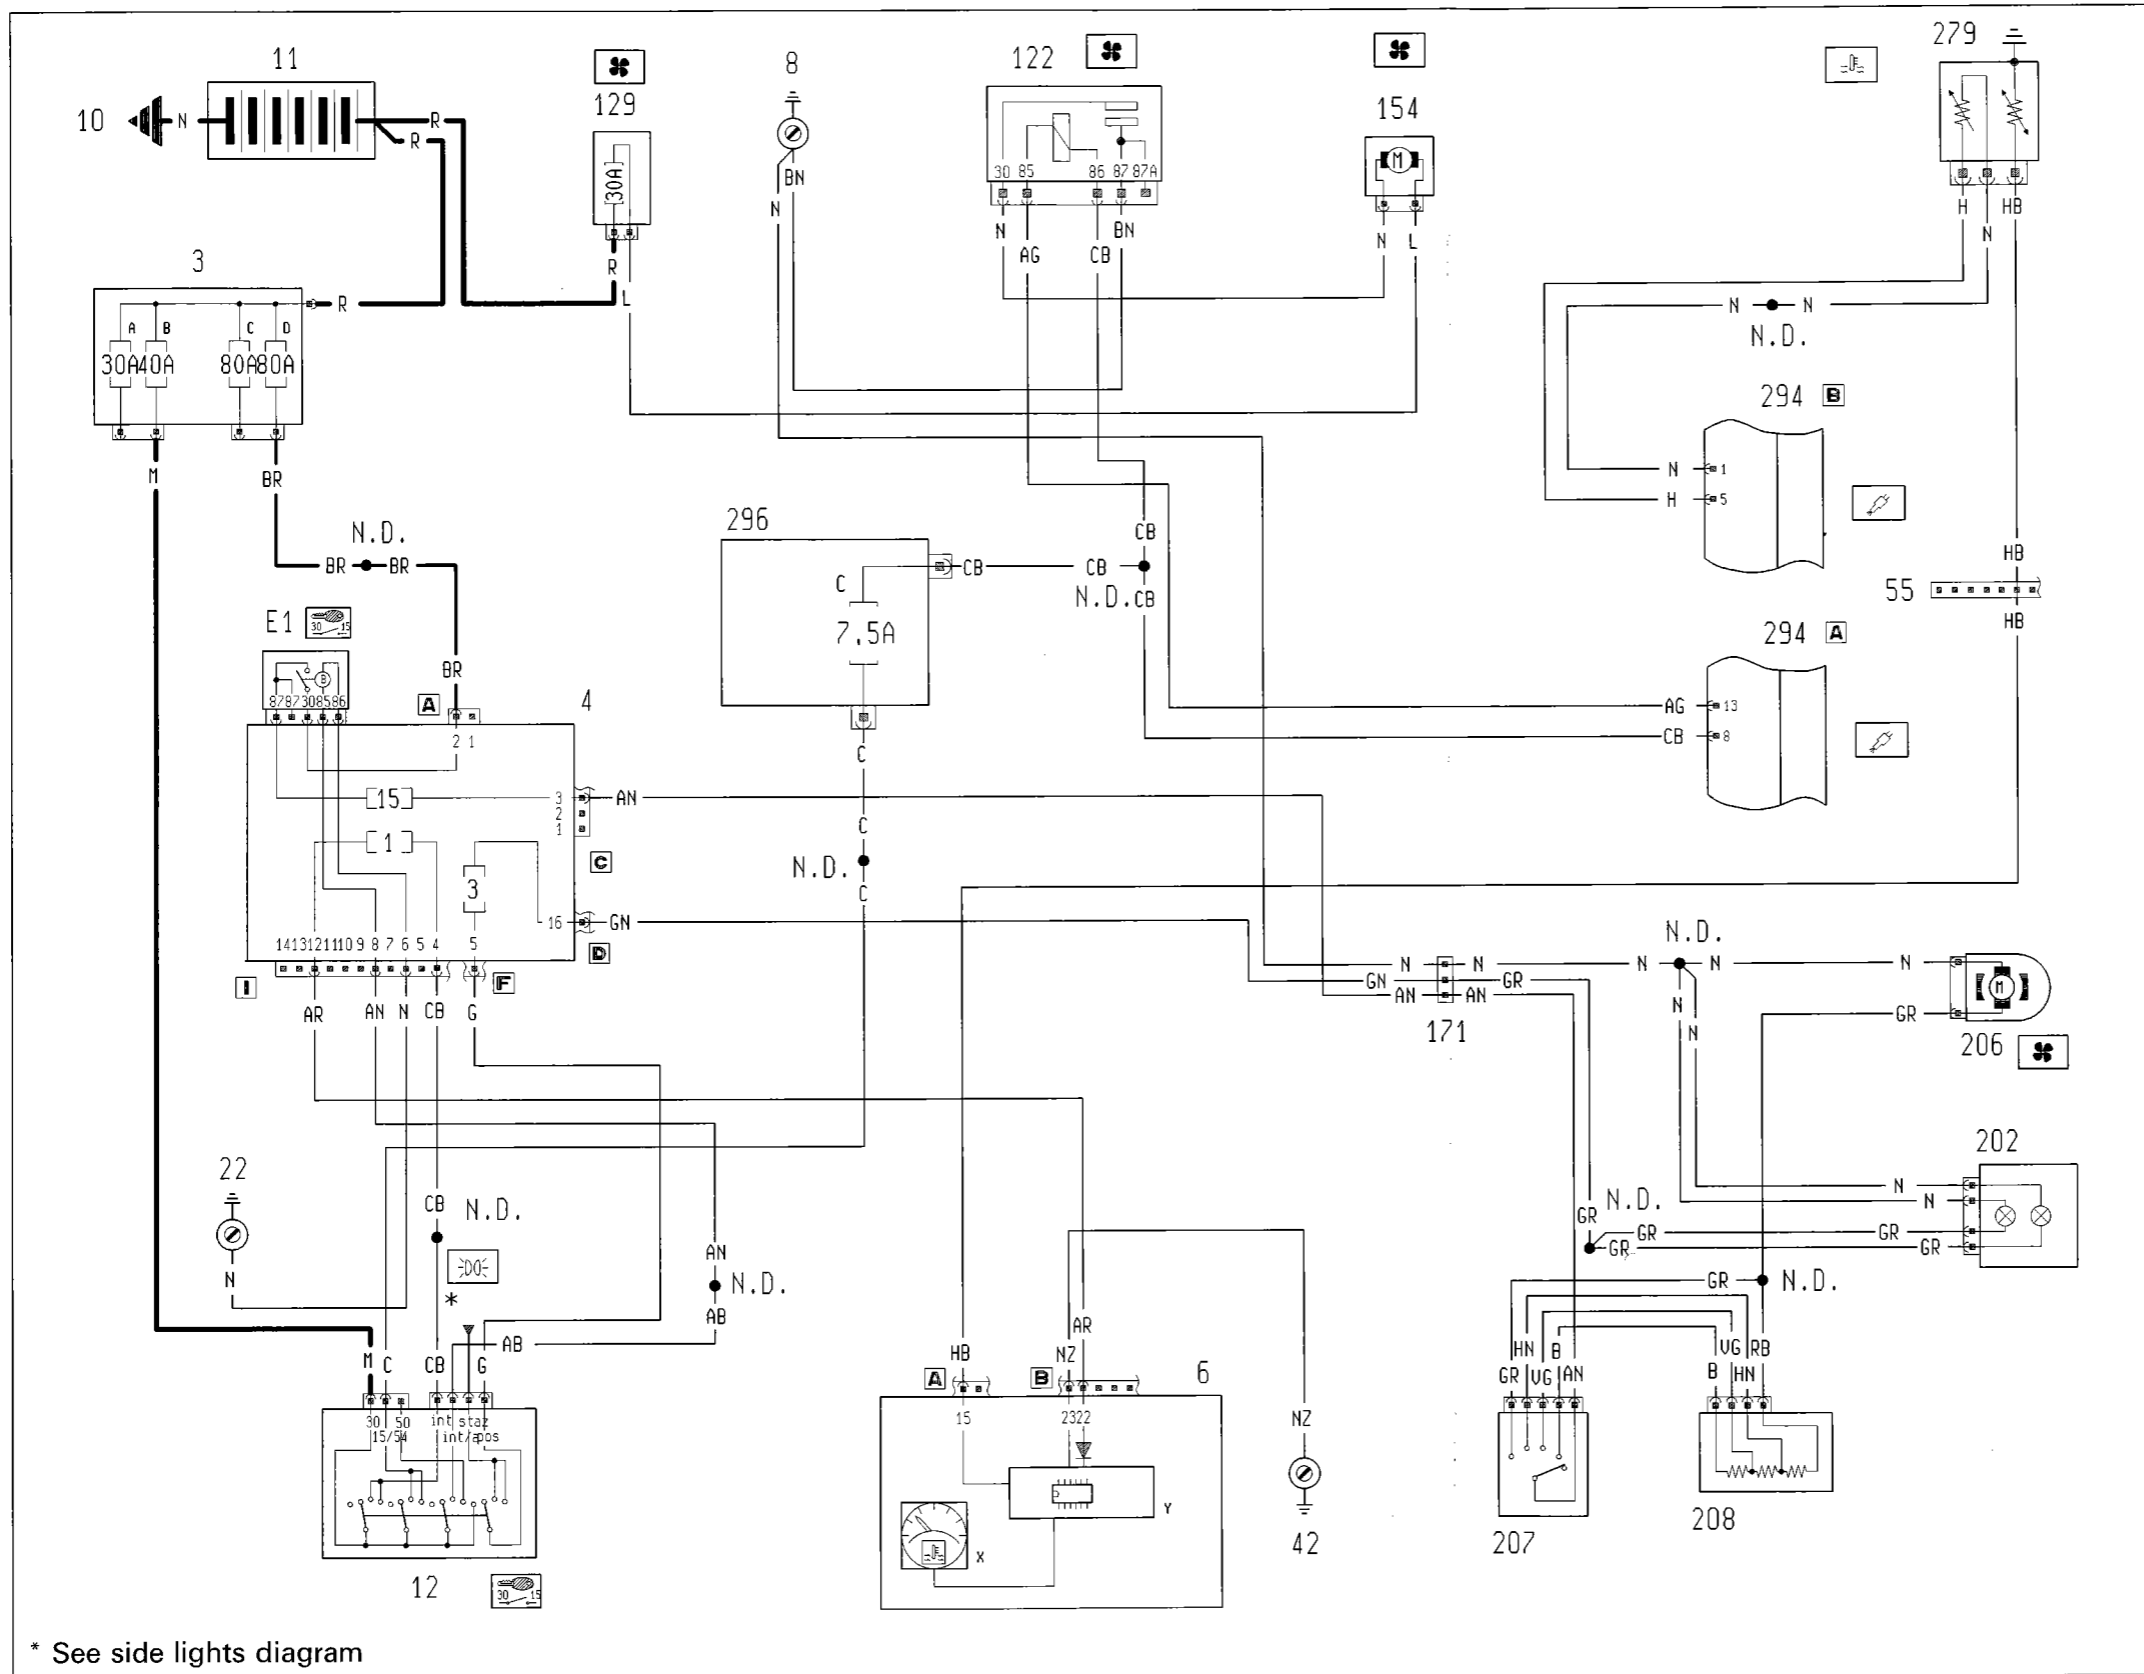 11
129
8
122
154
279
10
N
R
R
30A
BN
N
30 85 86 87 87A
N AG CB BN
M
N L
H N HB
R
L
3
R
A B C D
30A 40A 80A 80A
M
BR
N.D.
BR BR
BR
N N
N.D.
294 B
N 1
H 5
296
C
7,5A
CB CB
CB
N.D. CB
HB
55
HB
294 A
AG 13
CB 8
E1
30 15
B
87 87 30 85 86
A
4
2 1
C
15
3
2
1
AN
1
C
3
C
N.D.
C
16
GN
D
14 13 12 11 10 9 8 7 6 5 4 5
I
F
AR AN N CB G
N N
GN GR
AN AN
171
N.D.
N N N
N
N
M
GR
206
22
N
CB
N.D.
*
AN
N.D.
AB
AB
202
N
N
GR
N.D.
GR GR
GR GR
GR
N.D.
M C CB G
30 50 int staz
15/54 int/a pos
12
30 15
HB
A
NZ
AR
B
6
15 23 22
Y
X
NZ
42
HN B
GR VG AN
207
VG RB
B HN
208
* See side lights diagram